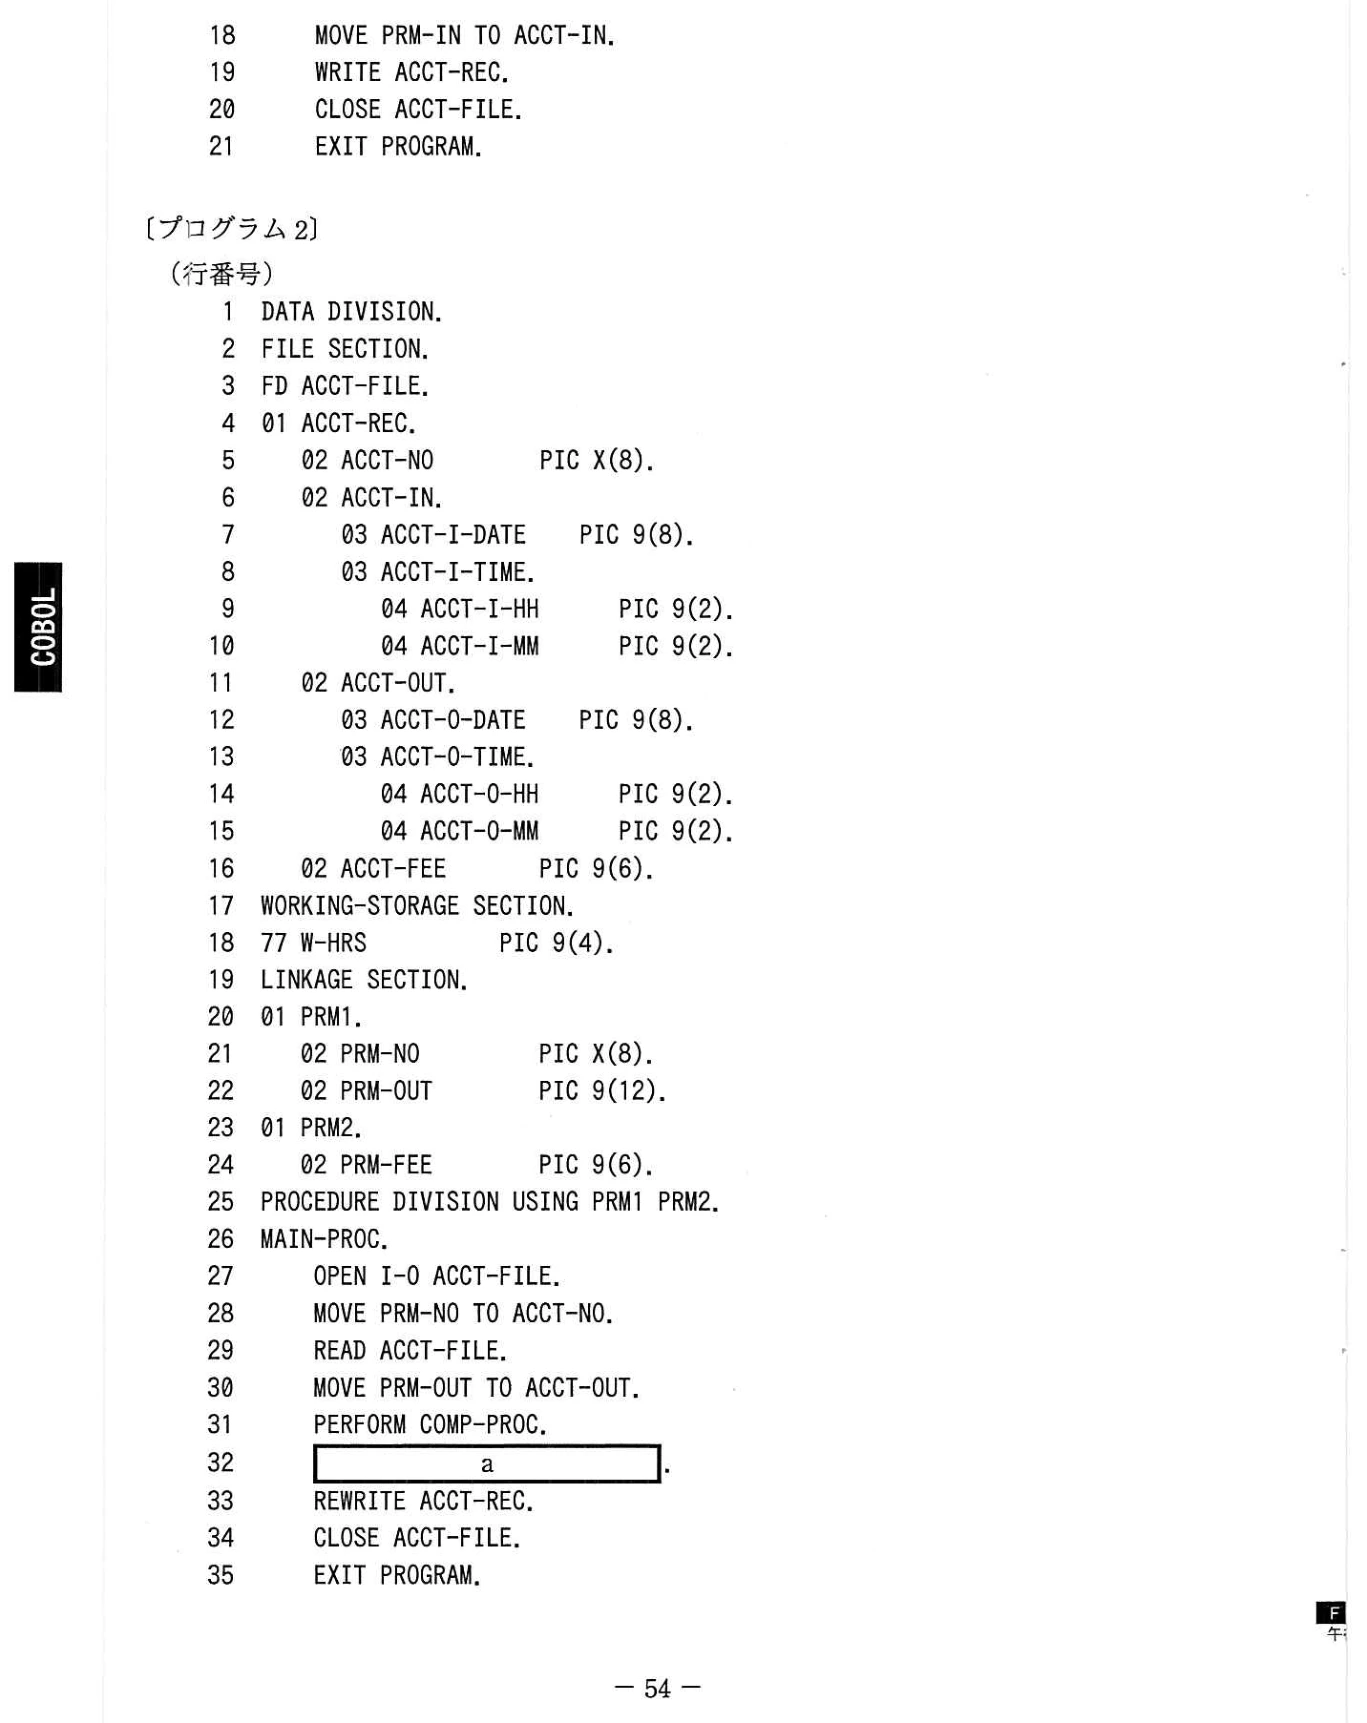 18 MOVE PRM-IN TO ACCT-IN.
19 WRITE ACCT-REC.
20 CLOSE ACCT-FILE.
21 EXIT PROGRAM.
〔プログラム 2〕
（行番号）
1 DATA DIVISION.
2 FILE SECTION.
3 FD ACCT-FILE.
4 01 ACCT-REC.
5 02 ACCT-NO PIC X(8).
6 02 ACCT-IN.
7 03 ACCT-I-DATE PIC 9(8).
8 03 ACCT-I-TIME.
9 04 ACCT-I-HH PIC 9(2).
10 04 ACCT-I-MM PIC 9(2).
11 02 ACCT-OUT.
12 03 ACCT-O-DATE PIC 9(8).
13 03 ACCT-O-TIME.
14 04 ACCT-O-HH PIC 9(2).
15 04 ACCT-O-MM PIC 9(2).
16 02 ACCT-FEE PIC 9(6).
17 WORKING-STORAGE SECTION.
18 77 W-HRS PIC 9(4).
19 LINKAGE SECTION.
20 01 PRM1.
21 02 PRM-NO PIC X(8).
22 02 PRM-OUT PIC 9(12).
23 01 PRM2.
24 02 PRM-FEE PIC 9(6).
25 PROCEDURE DIVISION USING PRM1 PRM2.
26 MAIN-PROC.
27 OPEN I-O ACCT-FILE.
28 MOVE PRM-NO TO ACCT-NO.
29 READ ACCT-FILE.
30 MOVE PRM-OUT TO ACCT-OUT.
31 PERFORM COMP-PROC.
32 a .
33 REWRITE ACCT-REC.
34 CLOSE ACCT-FILE.
35 EXIT PROGRAM.
COBOL
F
午
－ 54 －